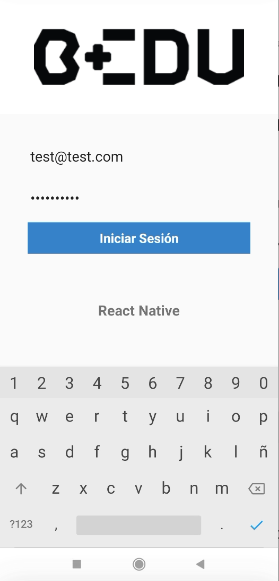 B+EDU
test@test.com
••••••••••
Iniciar Sesión
React Native
1 2 3 4 5 6 7 8 9 0
q w e r t y u i o p
a s d f g h j k l ñ
z x c v b n m
?123 , .